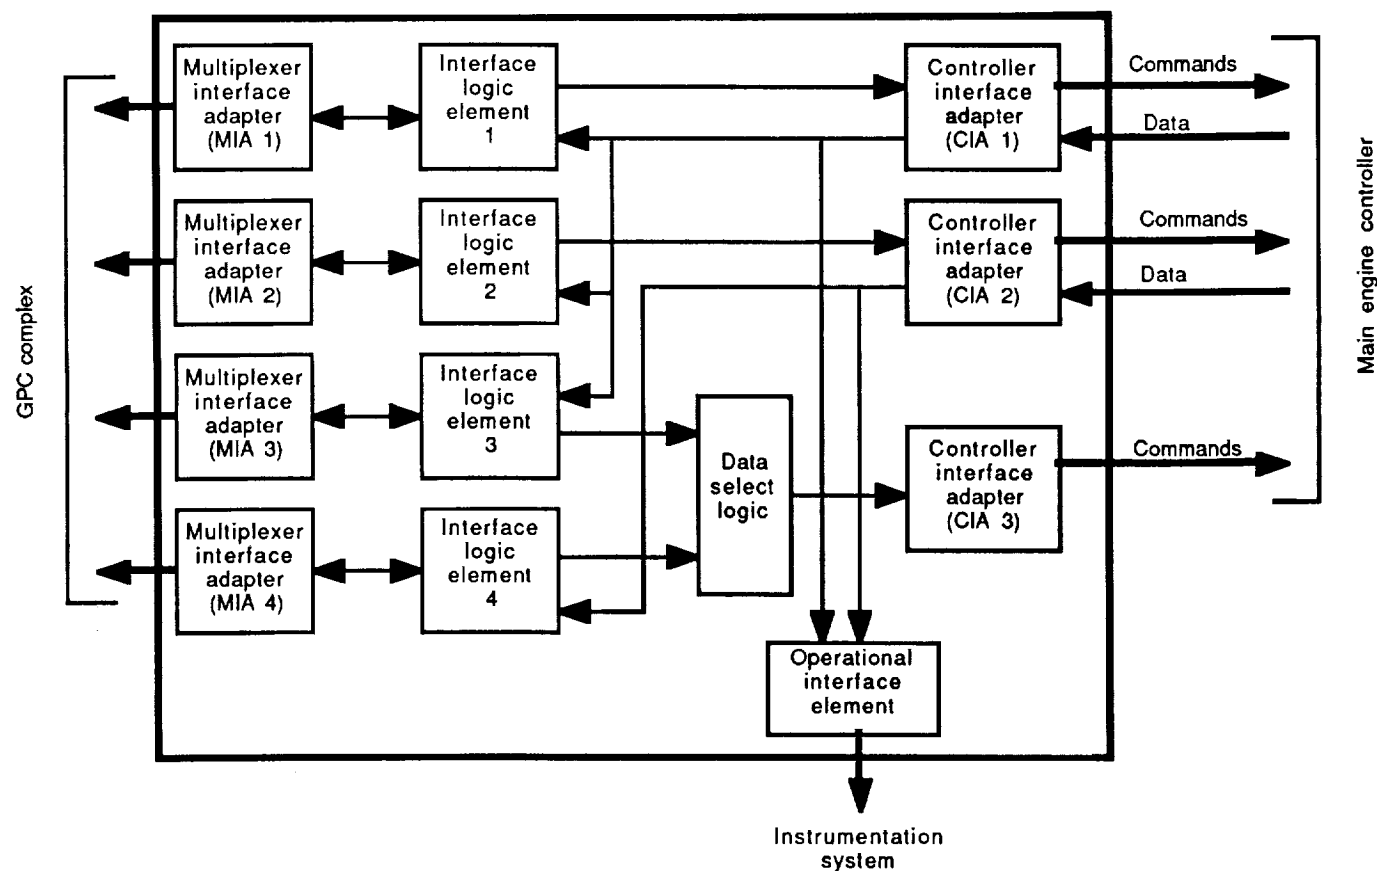 GPC complex
Multiplexer
interface
adapter
(MIA 1)
Interface
logic
element
1
Controller
interface
adapter
(CIA 1)
Commands
Data
Multiplexer
interface
adapter
(MIA 2)
Interface
logic
element
2
Controller
interface
adapter
(CIA 2)
Commands
Data
Multiplexer
interface
adapter
(MIA 3)
Interface
logic
element
3
Data
select
logic
Controller
interface
adapter
(CIA 3)
Commands
Multiplexer
interface
adapter
(MIA 4)
Interface
logic
element
4
Operational
interface
element
Instrumentation
system
Main engine controller